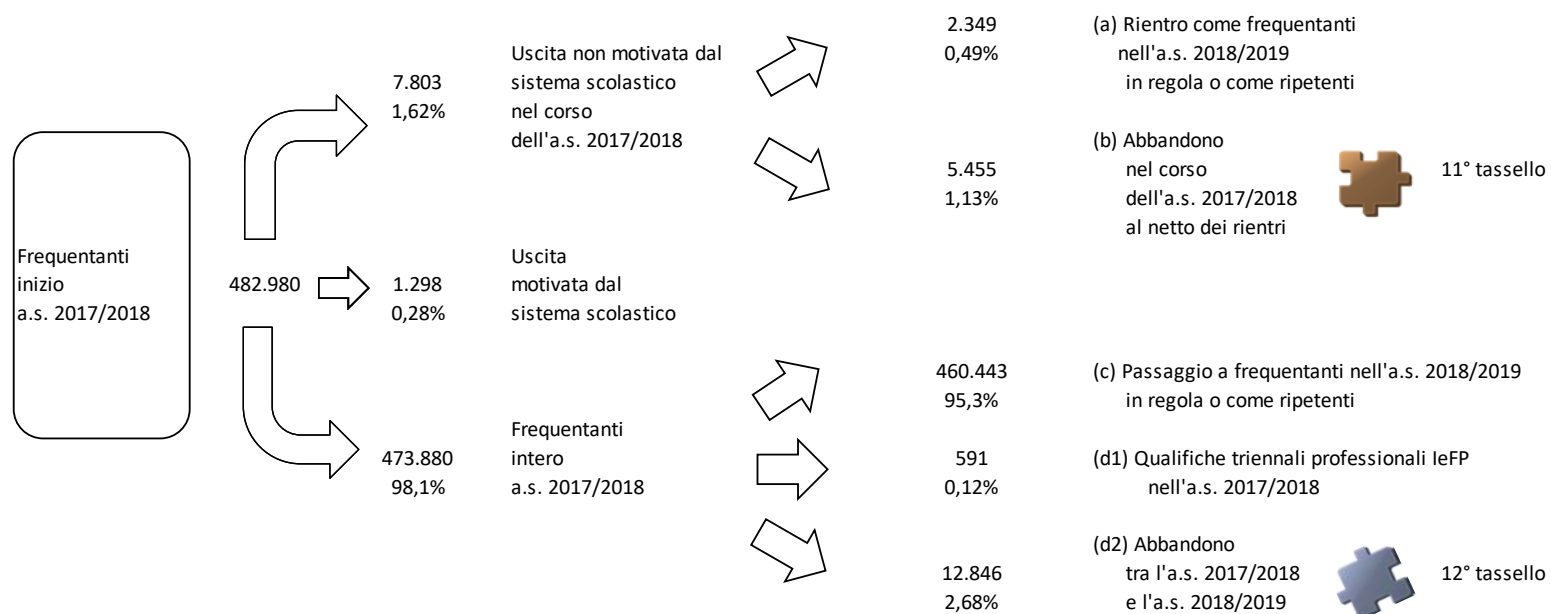 Frequentanti
inizio
a.s. 2017/2018
482.980
7.803
1,62%
Uscita non motivata dal
sistema scolastico
nel corso
dell'a.s. 2017/2018
2.349
0,49%
(a) Rientro come frequentanti
nell'a.s. 2018/2019
in regola o come ripetenti
5.455
1,13%
(b) Abbandono
nel corso
dell'a.s. 2017/2018
al netto dei rientri
11° tassello
1.298
0,28%
Uscita
motivata dal
sistema scolastico
473.880
98,1%
Frequentanti
intero
a.s. 2017/2018
460.443
95,3%
(c) Passaggio a frequentanti nell'a.s. 2018/2019
in regola o come ripetenti
591
0,12%
(d1) Qualifiche triennali professionali IeFP
nell'a.s. 2017/2018
12.846
2,68%
(d2) Abbandono
tra l'a.s. 2017/2018
e l'a.s. 2018/2019
12° tassello